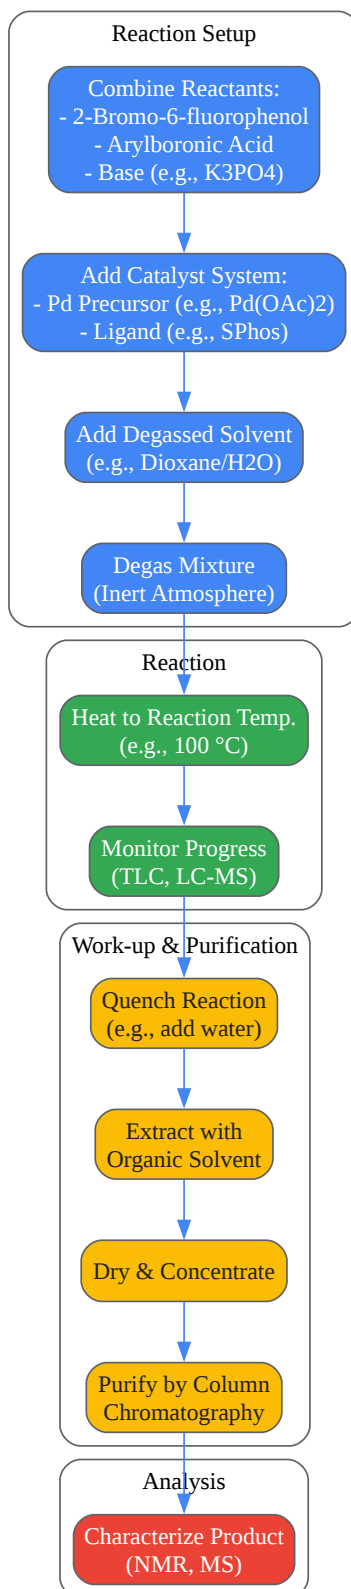 Reaction Setup
Combine Reactants:
- 2-Bromo-6-fluorophenol
- Arylboronic Acid
- Base (e.g., K3PO4)
Add Catalyst System:
- Pd Precursor (e.g., Pd(OAc)2)
- Ligand (e.g., SPhos)
Add Degassed Solvent
(e.g., Dioxane/H2O)
Degas Mixture
(Inert Atmosphere)
Reaction
Heat to Reaction Temp.
(e.g., 100 °C)
Monitor Progress
(TLC, LC-MS)
Work-up & Purification
Quench Reaction
(e.g., add water)
Extract with
Organic Solvent
Dry & Concentrate
Purify by Column
Chromatography
Analysis
Characterize Product
(NMR, MS)